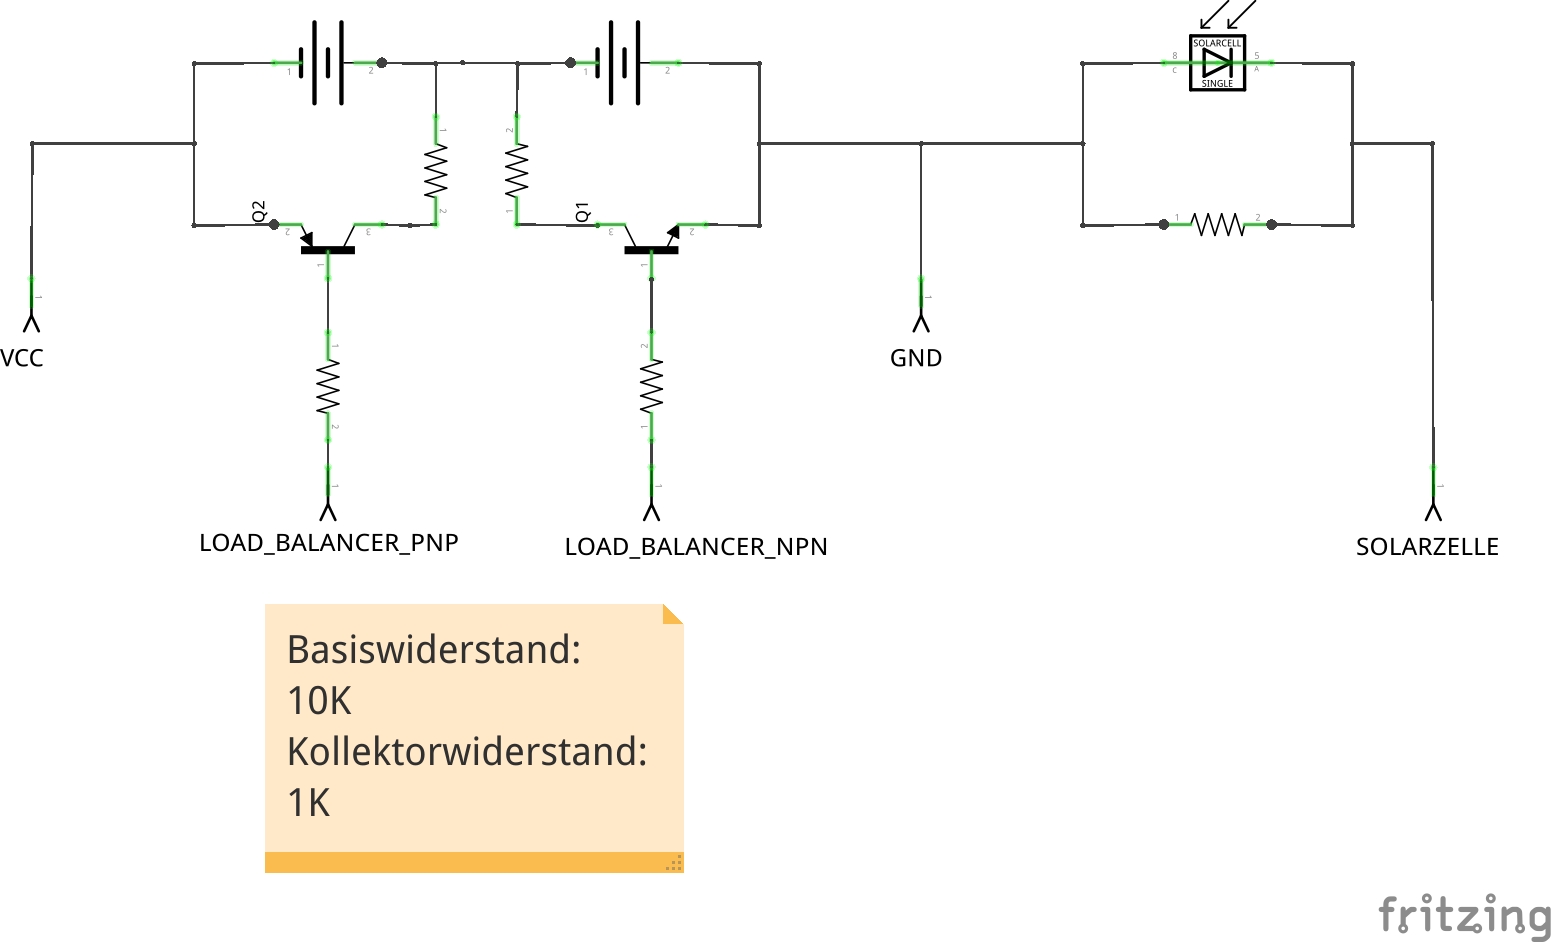 SOLARCELL
1
2
1
2
8
C
5
A
SINGLE
1
2
Q2
2
3
2
1
Q1
3
2
1
2
1
1
1
1
1
2
2
1
VCC
GND
1
1
1
LOAD_BALANCER_PNP
LOAD_BALANCER_NPN
SOLARZELLE
Basiswiderstand:
10K
Kollektorwiderstand:
1K
fritzing